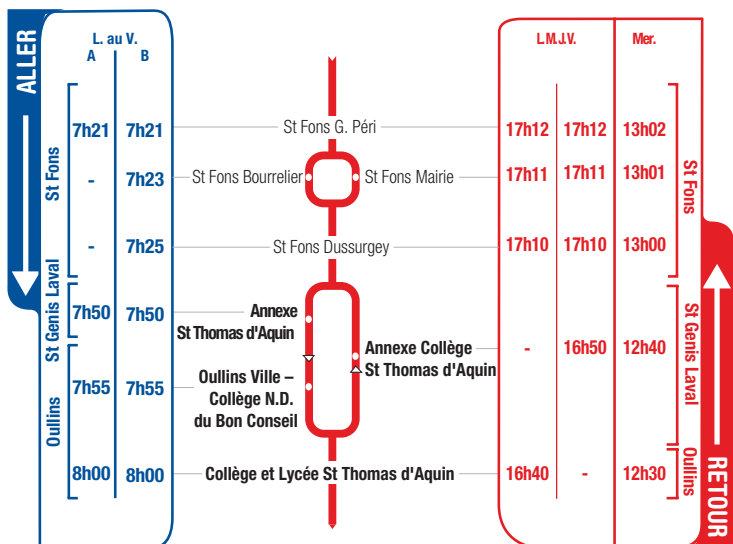 ALLER
L. au V.
A B
L.M.J.V. Mer.
St Fons
7h21 7h21 St Fons G. Péri 17h12 17h12 13h02
- 7h23 St Fons Bourrelier St Fons Mairie 17h11 17h11 13h01
St Fons
- 7h25 St Fons Dussurgey 17h10 17h10 13h00
St Genis Laval
7h50 7h50 Annexe
St Thomas d'Aquin
Annexe Collège
St Thomas d'Aquin
- 16h50 12h40
St Genis Laval
Oullins
7h55 7h55 Oullins Ville –
Collège N.D.
du Bon Conseil
8h00 8h00 Collège et Lycée St Thomas d'Aquin 16h40 - 12h30
Oullins
RETOUR